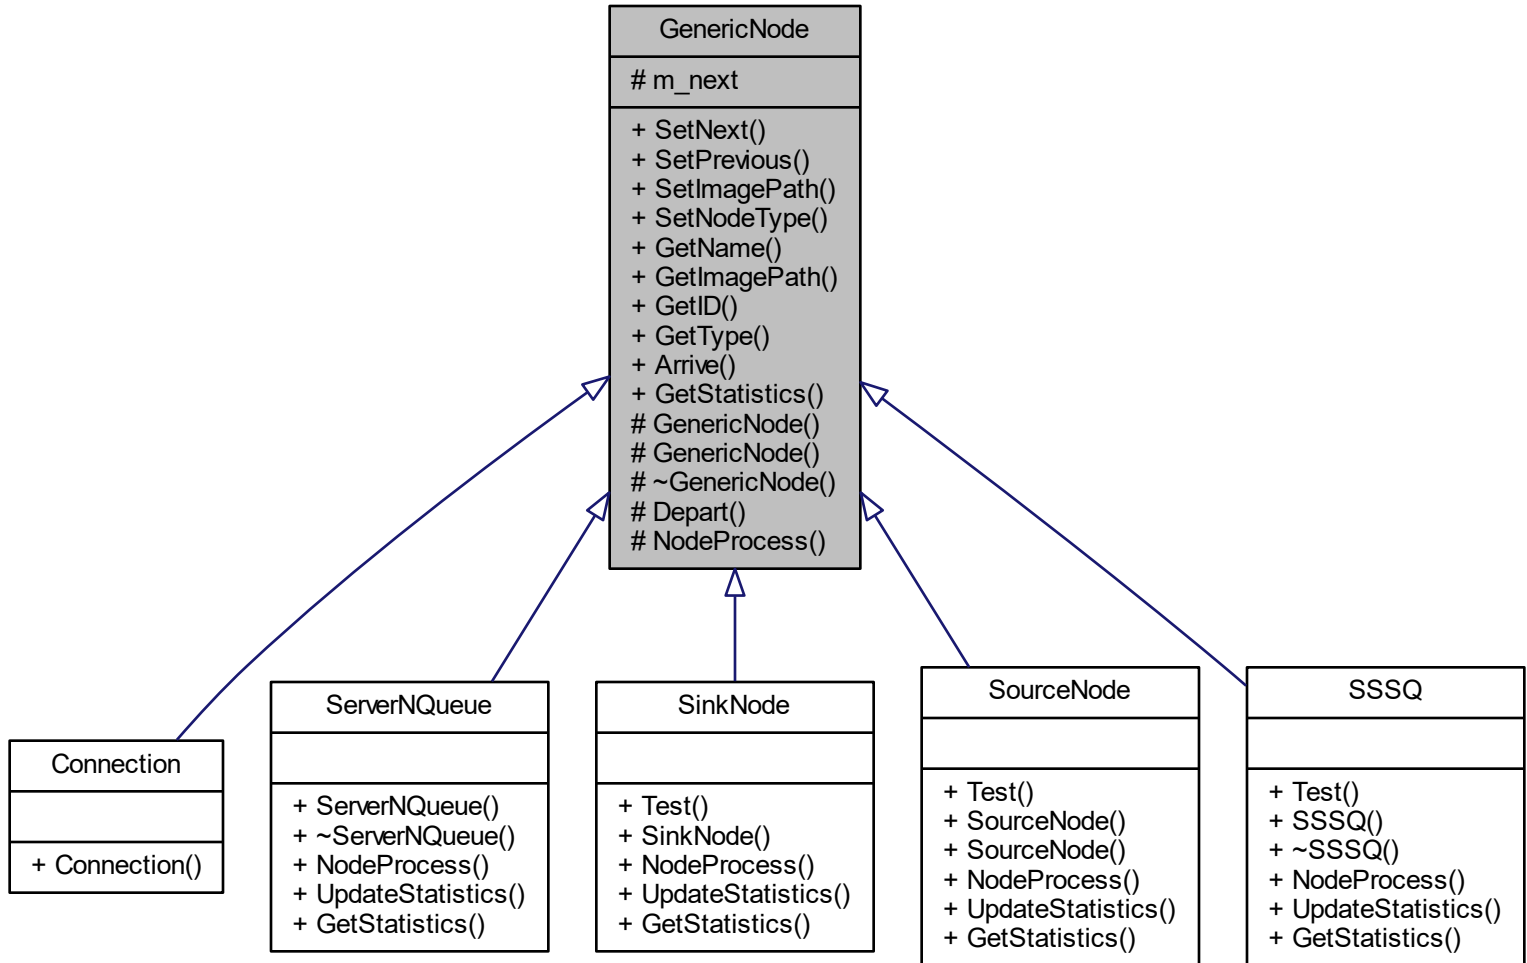 GenericNode
# m_next
+ SetNext()
+ SetPrevious()
+ SetImagePath()
+ SetNodeType()
+ GetName()
+ GetImagePath()
+ GetID()
+ GetType()
+ Arrive()
+ GetStatistics()
# GenericNode()
# GenericNode()
# ~GenericNode()
# Depart()
# NodeProcess()
Connection
+ Connection()
ServerNQueue
+ ServerNQueue()
+ ~ServerNQueue()
+ NodeProcess()
+ UpdateStatistics()
+ GetStatistics()
SinkNode
+ Test()
+ SinkNode()
+ NodeProcess()
+ UpdateStatistics()
+ GetStatistics()
SourceNode
+ Test()
+ SourceNode()
+ SourceNode()
+ NodeProcess()
+ UpdateStatistics()
+ GetStatistics()
SSSQ
+ Test()
+ SSSQ()
+ ~SSSQ()
+ NodeProcess()
+ UpdateStatistics()
+ GetStatistics()